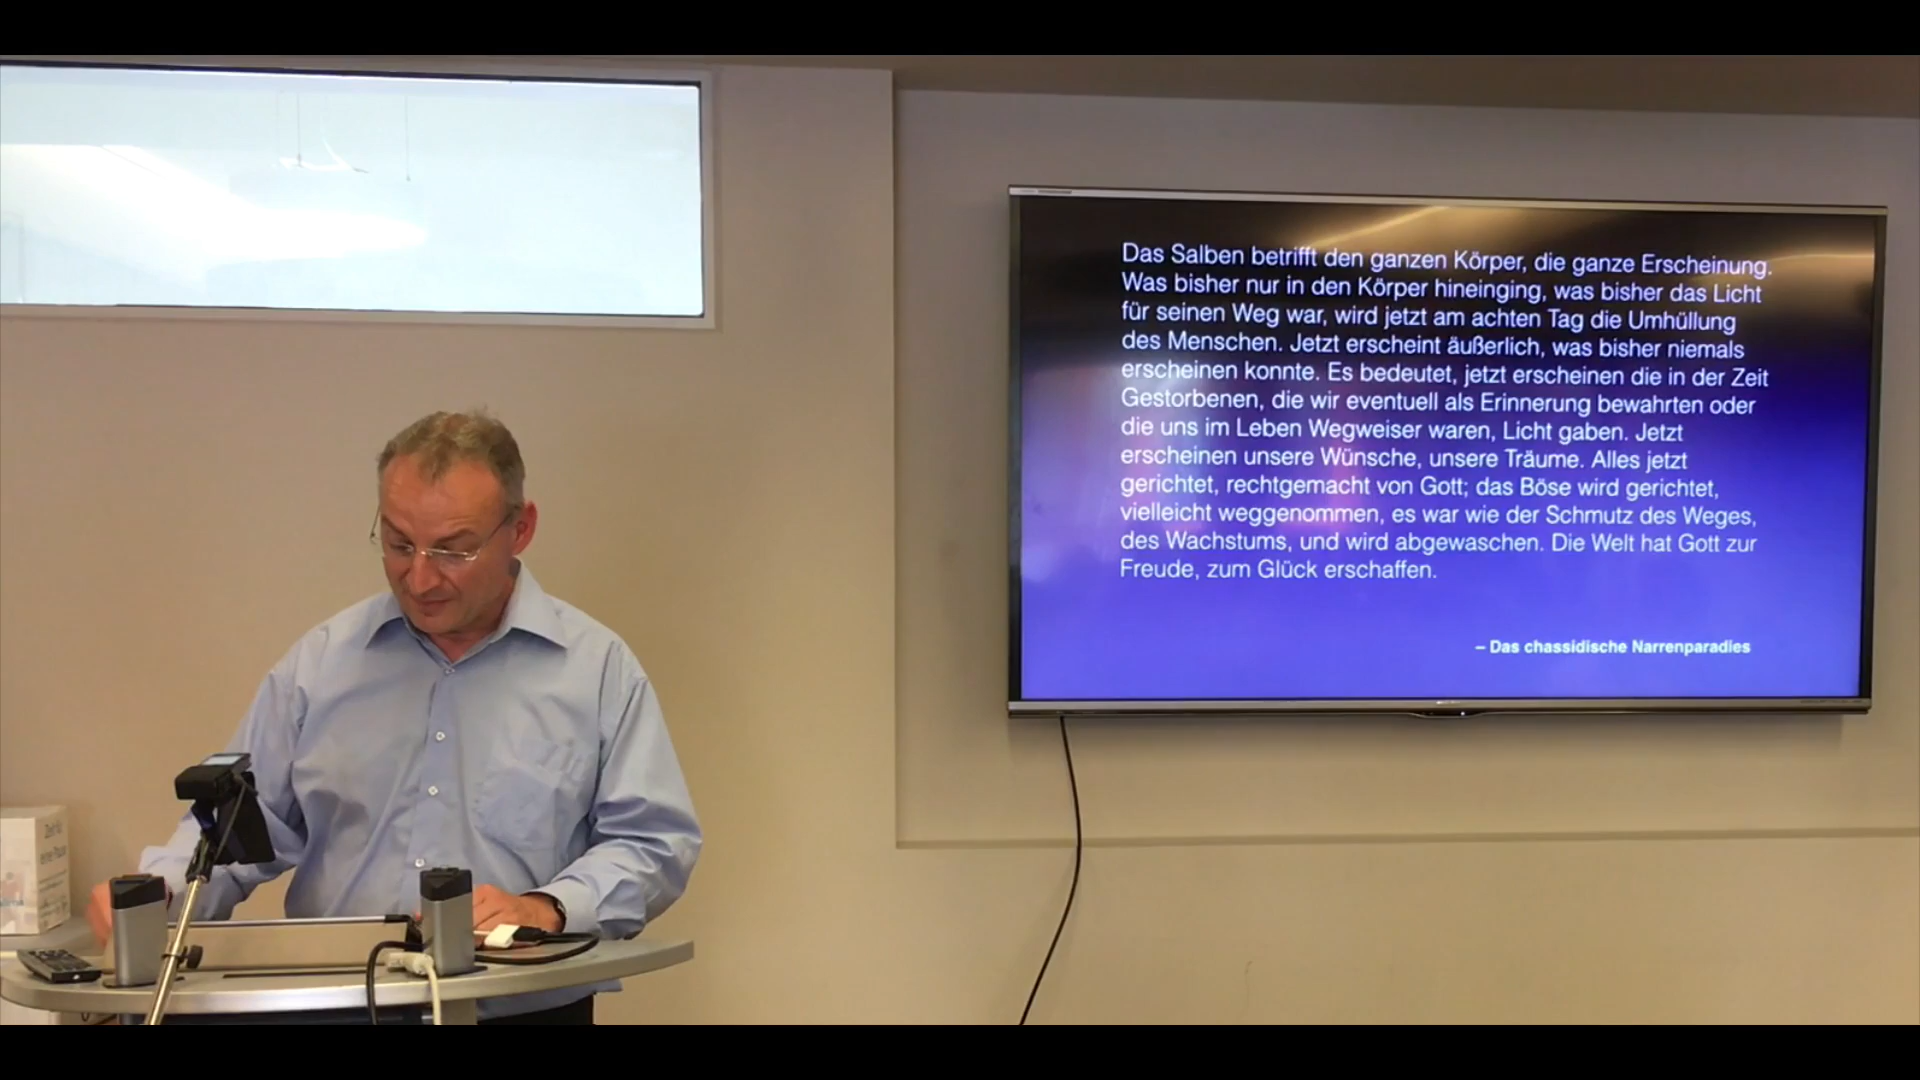 Das Salben betrifft den ganzen Körper, die ganze Erscheinung.
Was bisher nur in den Körper hineinging, was bisher das Licht
für seinen Weg war, wird jetzt am achten Tag die Umhüllung
des Menschen. Jetzt erscheint äußerlich, was bisher niemals
erscheinen konnte. Es bedeutet, jetzt erscheinen die in der Zeit
Gestorbenen, die wir eventuell als Erinnerung bewahrten oder
die uns im Leben Wegweiser waren, Licht gaben. Jetzt
erscheinen unsere Wünsche, unsere Träume. Alles jetzt
gerichtet, rechtgemacht von Gott; das Böse wird gerichtet,
vielleicht weggenommen, es war wie der Schmutz des Weges,
des Wachstums, und wird abgewaschen. Die Welt hat Gott zur
Freude, zum Glück erschaffen.
– Das chassidische Narrenparadies
Zeit für
eine Pause